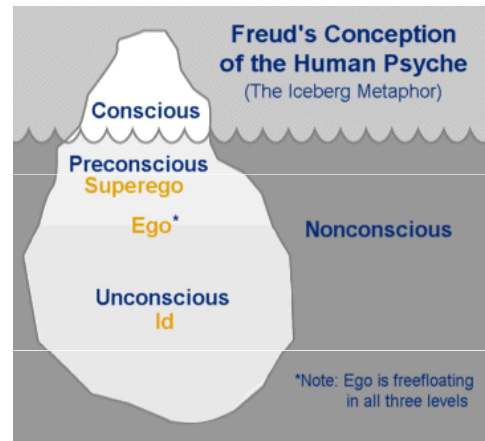 Freud's Conception
of the Human Psyche
(The Iceberg Metaphor)
Conscious
Preconscious
Superego
Ego*
Nonconscious
Unconscious
Id
*Note: Ego is freefloating
in all three levels